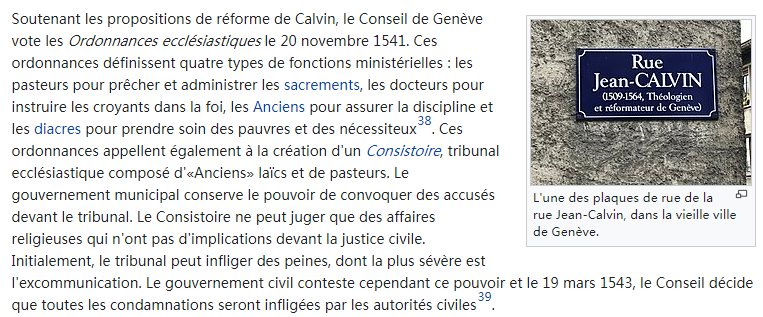 Soutenant les propositions de réforme de Calvin, le Conseil de Genève
vote les Ordonnances ecclésiastiques le 20 novembre 1541. Ces
ordonnances définissent quatre types de fonctions ministérielles : les
pasteurs pour prêcher et administrer les sacrements, les docteurs pour
instruire les croyants dans la foi, les Anciens pour assurer la discipline et
les diacres pour prendre soin des pauvres et des nécessiteux38. Ces
ordonnances appellent également à la création d'un Consistoire, tribunal
ecclésiastique composé d'«Anciens» laïcs et de pasteurs. Le
gouvernement municipal conserve le pouvoir de convoquer des accusés
devant le tribunal. Le Consistoire ne peut juger que des affaires
religieuses qui n'ont pas d'implications devant la justice civile.
Initialement, le tribunal peut infliger des peines, dont la plus sévère est
l'excommunication. Le gouvernement civil conteste cependant ce pouvoir et le 19 mars 1543, le Conseil décide
que toutes les condamnations seront infligées par les autorités civiles39.
Rue
Jean-CALVIN
(1509-1564, Théologien
et réformateur de Genève)
L'une des plaques de rue de la
rue Jean-Calvin, dans la vieille ville
de Genève.